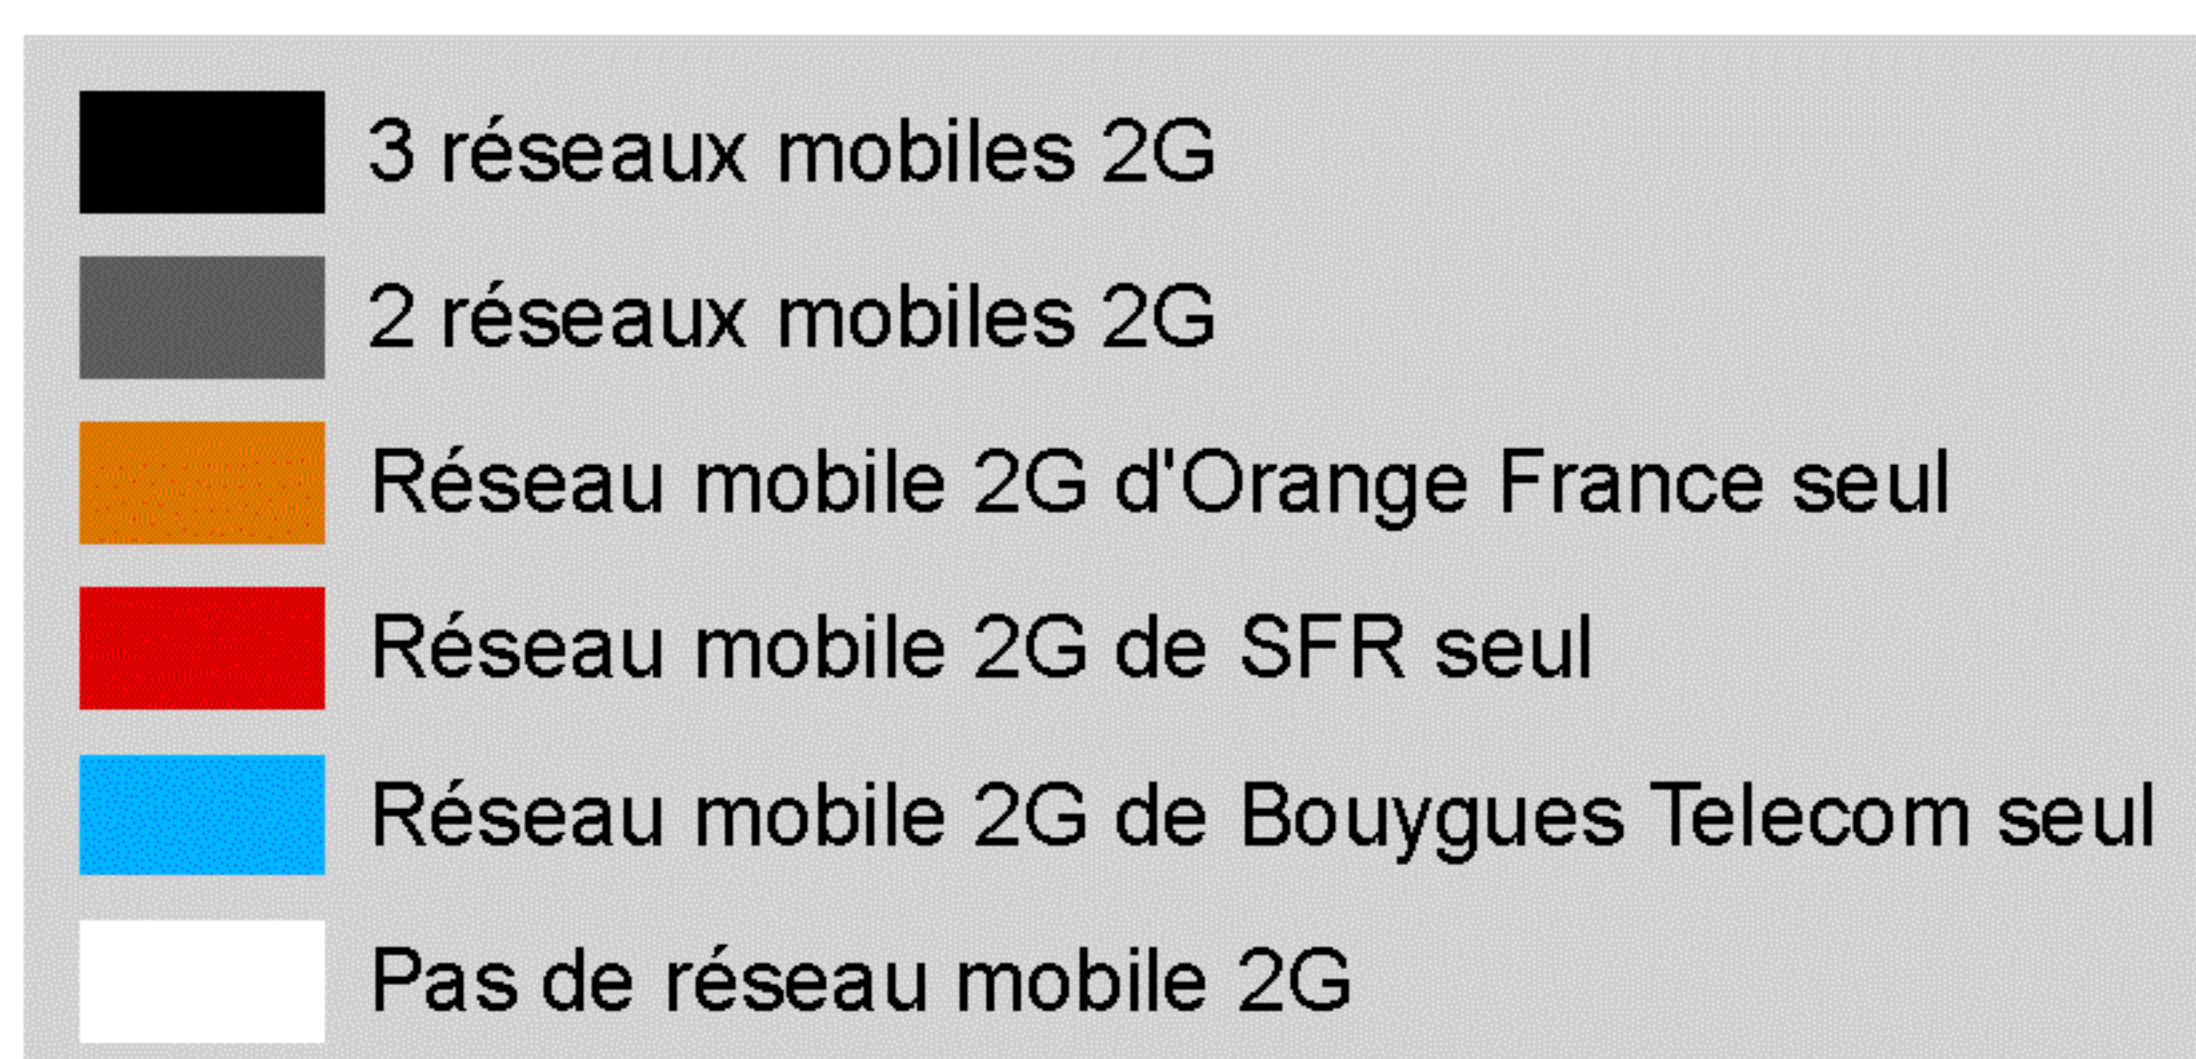 3 réseaux mobiles 2G
2 réseaux mobiles 2G
Réseau mobile 2G d'Orange France seul
Réseau mobile 2G de SFR seul
Réseau mobile 2G de Bouygues Telecom seul
Pas de réseau mobile 2G